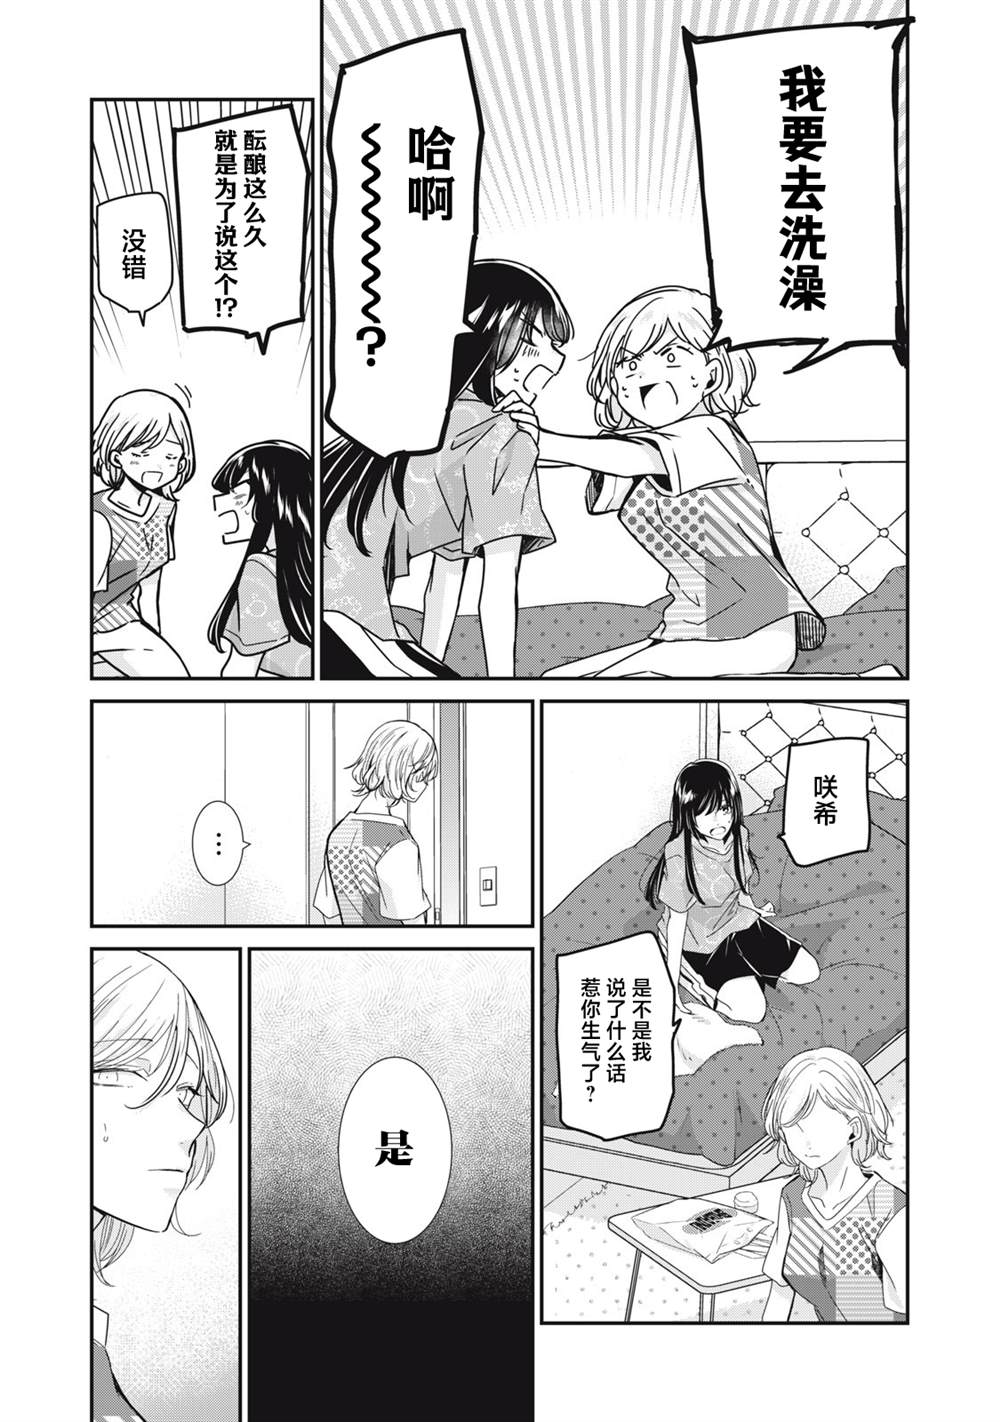 我要去洗澡
哈啊
～～～～～～?
酝酿这么久
就是为了说这个!?
没错
咲希
是不是我
说了什么话
惹你生气了?
…
是